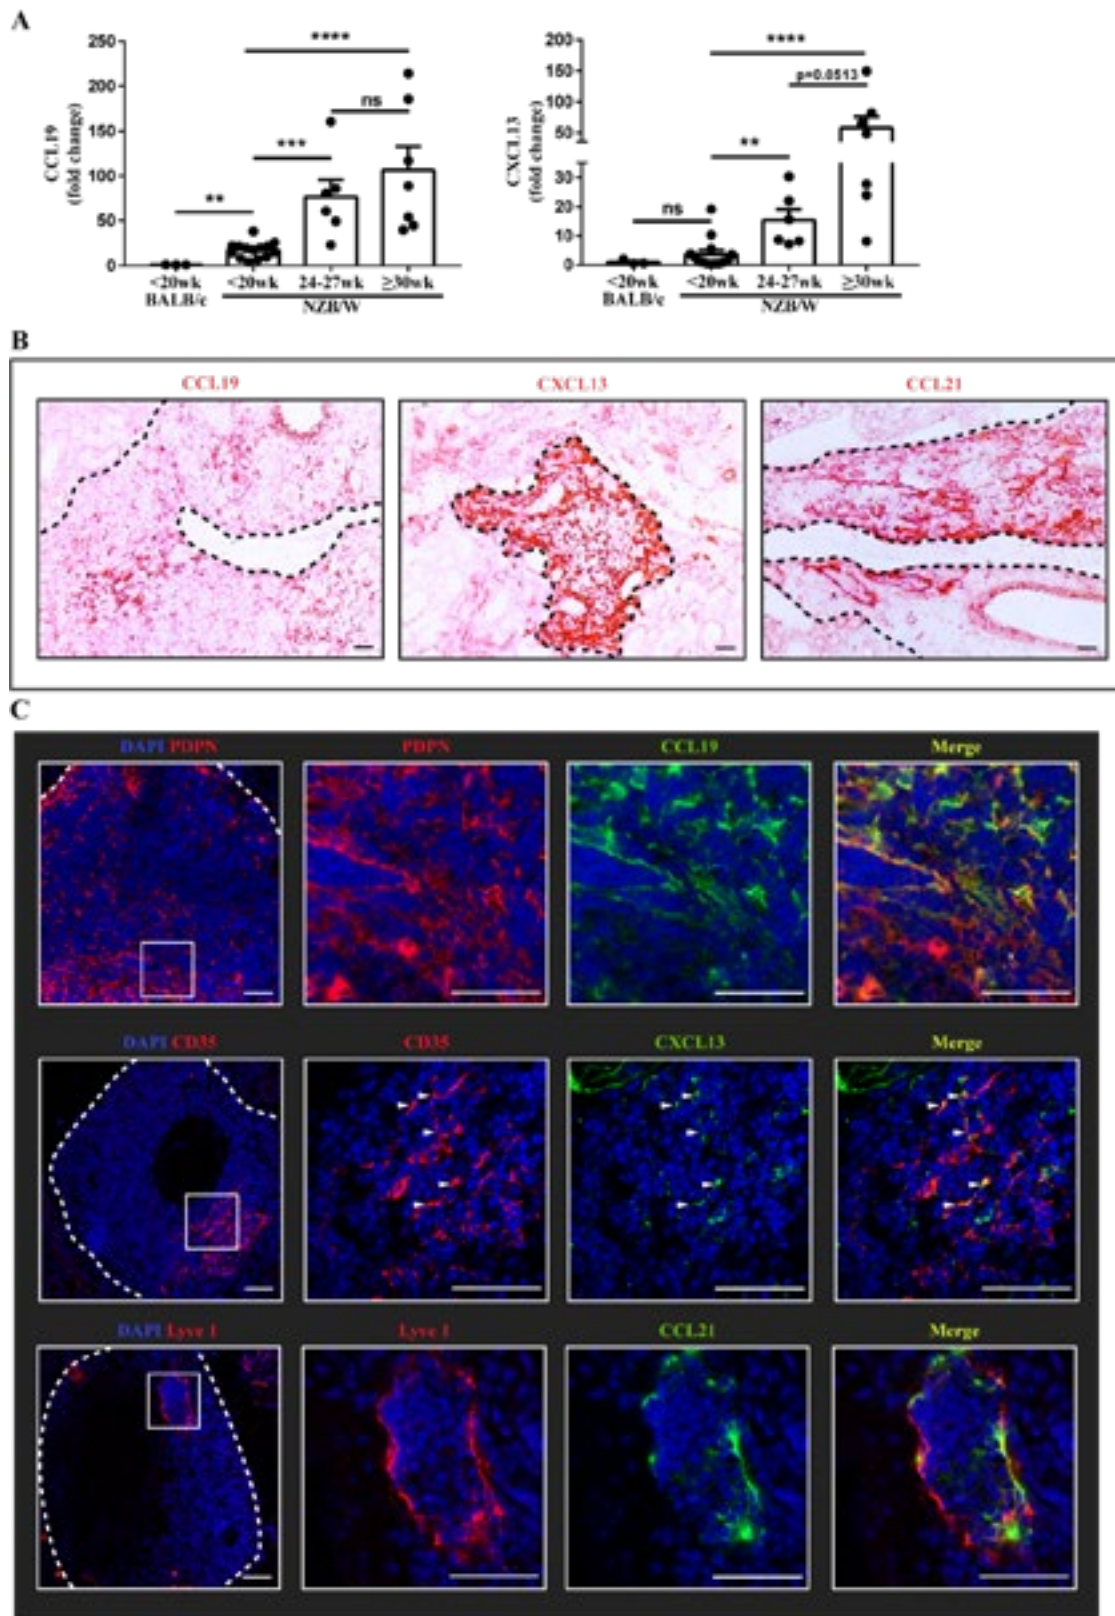 A
CCL19
(fold change)
250
200
150
100
50
0
****
ns
***
**
<20wk <20wk 24-27wk ≥30wk
BALB/c NZB/W
CXCL13
(fold change)
200
150
100
50
30
20
10
0
****
p=0.0513
**
ns
<20wk <20wk 24-27wk ≥30wk
BALB/c NZB/W
B
CCL19 CXCL13 CCL21
C
DAPI PDPN PDPN CCL19 Merge
DAPI CD35 CD35 CXCL13 Merge
DAPI Lyve 1 Lyve 1 CCL21 Merge